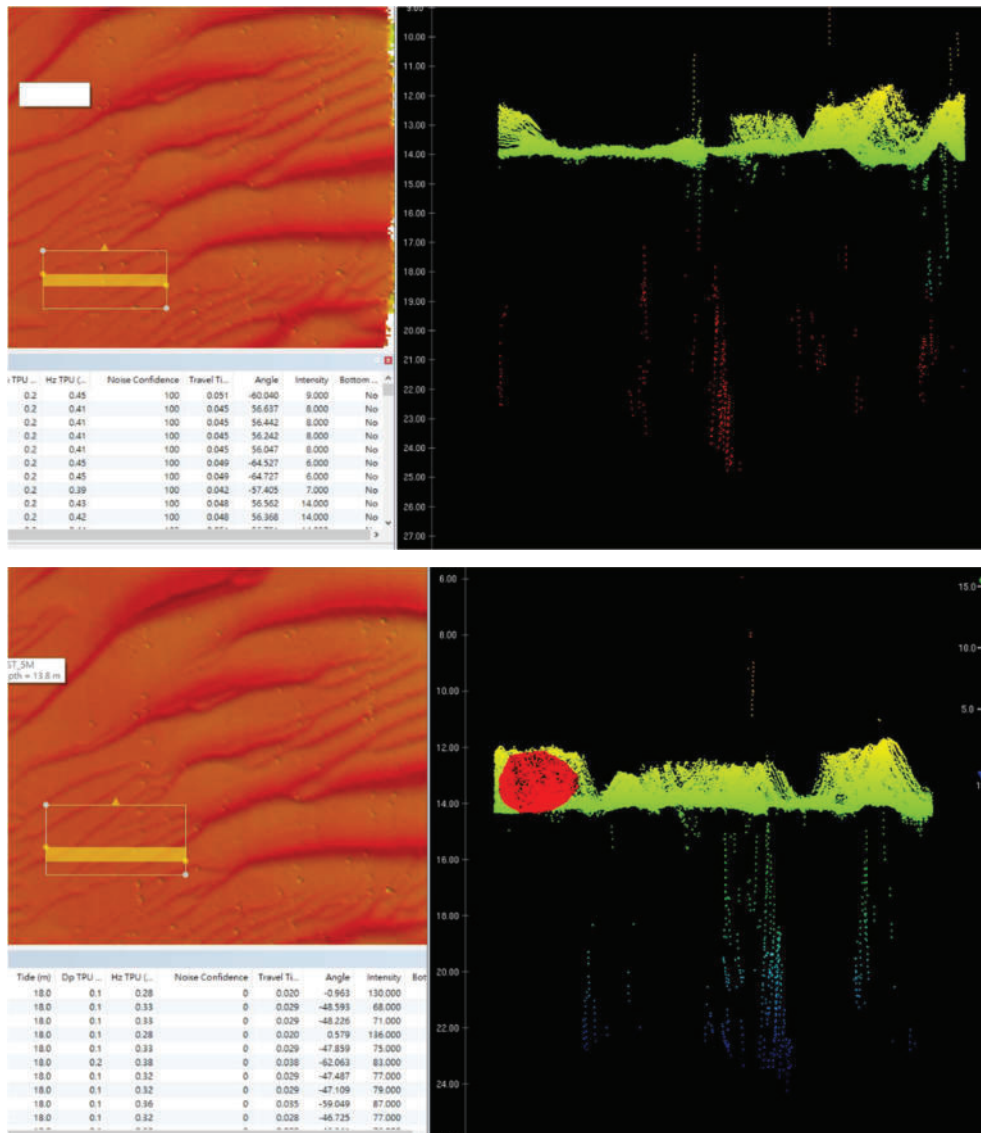 9.00
10.00
11.00
12.00
13.00
14.00
15.00
16.00
17.00
18.00
19.00
20.00
21.00
22.00
23.00
24.00
25.00
26.00
27.00
TPU ... Hz TPU (... Noise Confidence Travel Ti... Angle Intensity Bottom ...
0.2 0.45 100 0.051 -60.040 9.000 No
0.2 0.41 100 0.045 56.637 8.000 No
0.2 0.41 100 0.045 56.442 8.000 No
0.2 0.41 100 0.045 56.242 8.000 No
0.2 0.41 100 0.045 56.047 8.000 No
0.2 0.45 100 0.049 -64.527 6.000 No
0.2 0.45 100 0.049 -64.727 6.000 No
0.2 0.39 100 0.042 -57.405 7.000 No
0.2 0.43 100 0.048 56.562 14.000 No
0.2 0.42 100 0.048 56.368 14.000 No
ST_5M
pth = 13.8 m
6.00
8.00
10.00
12.00
14.00
16.00
18.00
20.00
22.00
24.00
15.0
10.0
5.0
Tide (m) Dp TPU ... Hz TPU (... Noise Confidence Travel Ti... Angle Intensity Bot
18.0 0.1 0.28 0 0.020 -0.963 130.000
18.0 0.1 0.33 0 0.029 -48.593 68.000
18.0 0.1 0.33 0 0.029 -48.226 71.000
18.0 0.1 0.28 0 0.020 0.579 136.000
18.0 0.1 0.33 0 0.029 -47.859 75.000
18.0 0.2 0.38 0 0.038 -62.063 83.000
18.0 0.1 0.32 0 0.029 -47.487 77.000
18.0 0.1 0.32 0 0.029 -47.109 79.000
18.0 0.1 0.36 0 0.035 -59.049 87.000
18.0 0.1 0.32 0 0.028 -46.725 77.000